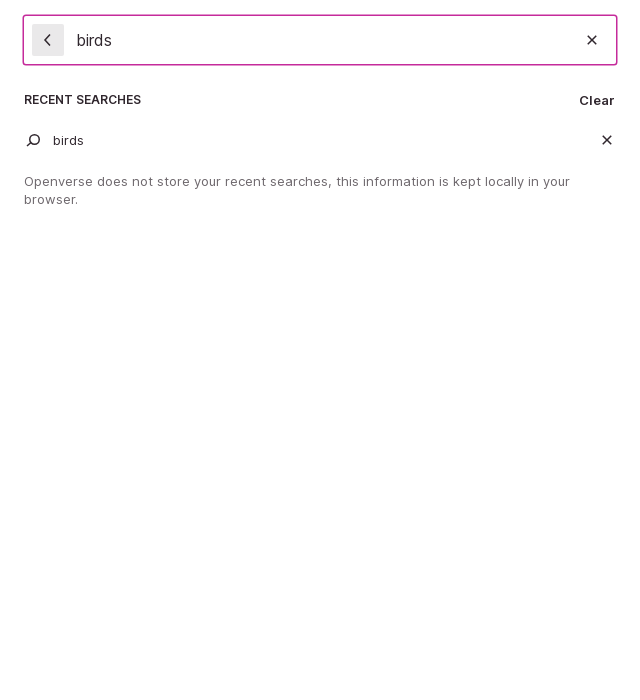 birds
RECENT SEARCHES
Clear
birds
Openverse does not store your recent searches, this information is kept locally in your
browser.